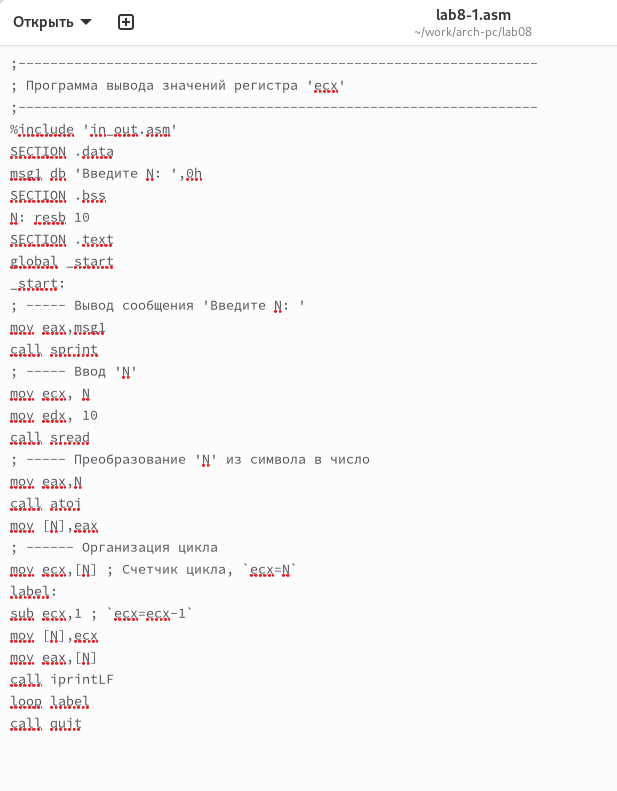 Открыть
lab8-1.asm
~/work/arch-pc/lab08
;-----------------------------------------------------------------
; Программа вывода значений регистра 'ecx'
;-----------------------------------------------------------------
%include 'in_out.asm'
SECTION .data
msg1 db 'Введите N: ',0h
SECTION .bss
N: resb 10
SECTION .text
global _start
_start:
; ----- Вывод сообщения 'Введите N: '
mov eax,msg1
call sprint
; ----- Ввод 'N'
mov ecx, N
mov edx, 10
call sread
; ----- Преобразование 'N' из символа в число
mov eax,N
call atoi
mov [N],eax
; ------ Организация цикла
mov ecx,[N] ; Счетчик цикла, `ecx=N`
label:
sub ecx,1 ; `ecx=ecx-1`
mov [N],ecx
mov eax,[N]
call iprintLF
loop label
call quit